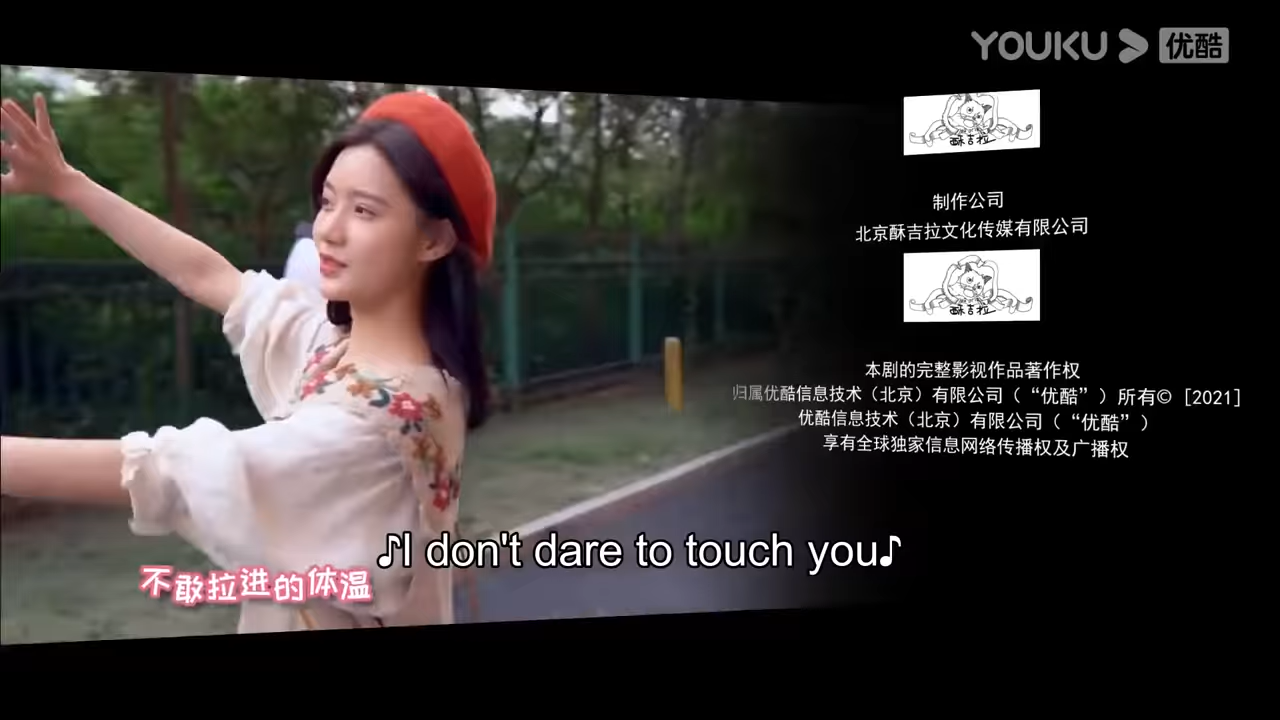 YOUKU 优酷
酥吉拉
制作公司
北京酥吉拉文化传媒有限公司
酥吉拉
本剧的完整影视作品著作权
归属优酷信息技术（北京）有限公司（“优酷”）所有©［2021］
优酷信息技术（北京）有限公司（“优酷”）
享有全球独家信息网络传播权及广播权
♪I don't dare to touch you♪
不敢拉进的体温